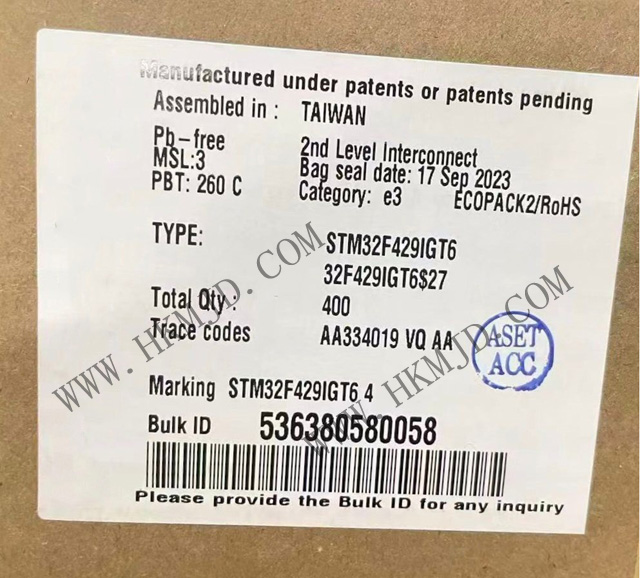 Manufactured under patents or patents pending
Assembled in : TAIWAN
Pb-free 2nd Level Interconnect
MSL:3 Bag seal date: 17 Sep 2023
PBT: 260 C Category: e3 ECOPACK2/RoHS
TYPE: STM32F429IGT6
32F429IGT6$27
Total Qty : 400
Trace codes AA334019 VQ AA
ASET
ACC
Marking STM32F429IGT6 4
Bulk ID 536380580058
Please provide the Bulk ID for any inquiry
WWW.HKMJD.COM
WWW.HKMJD.COM